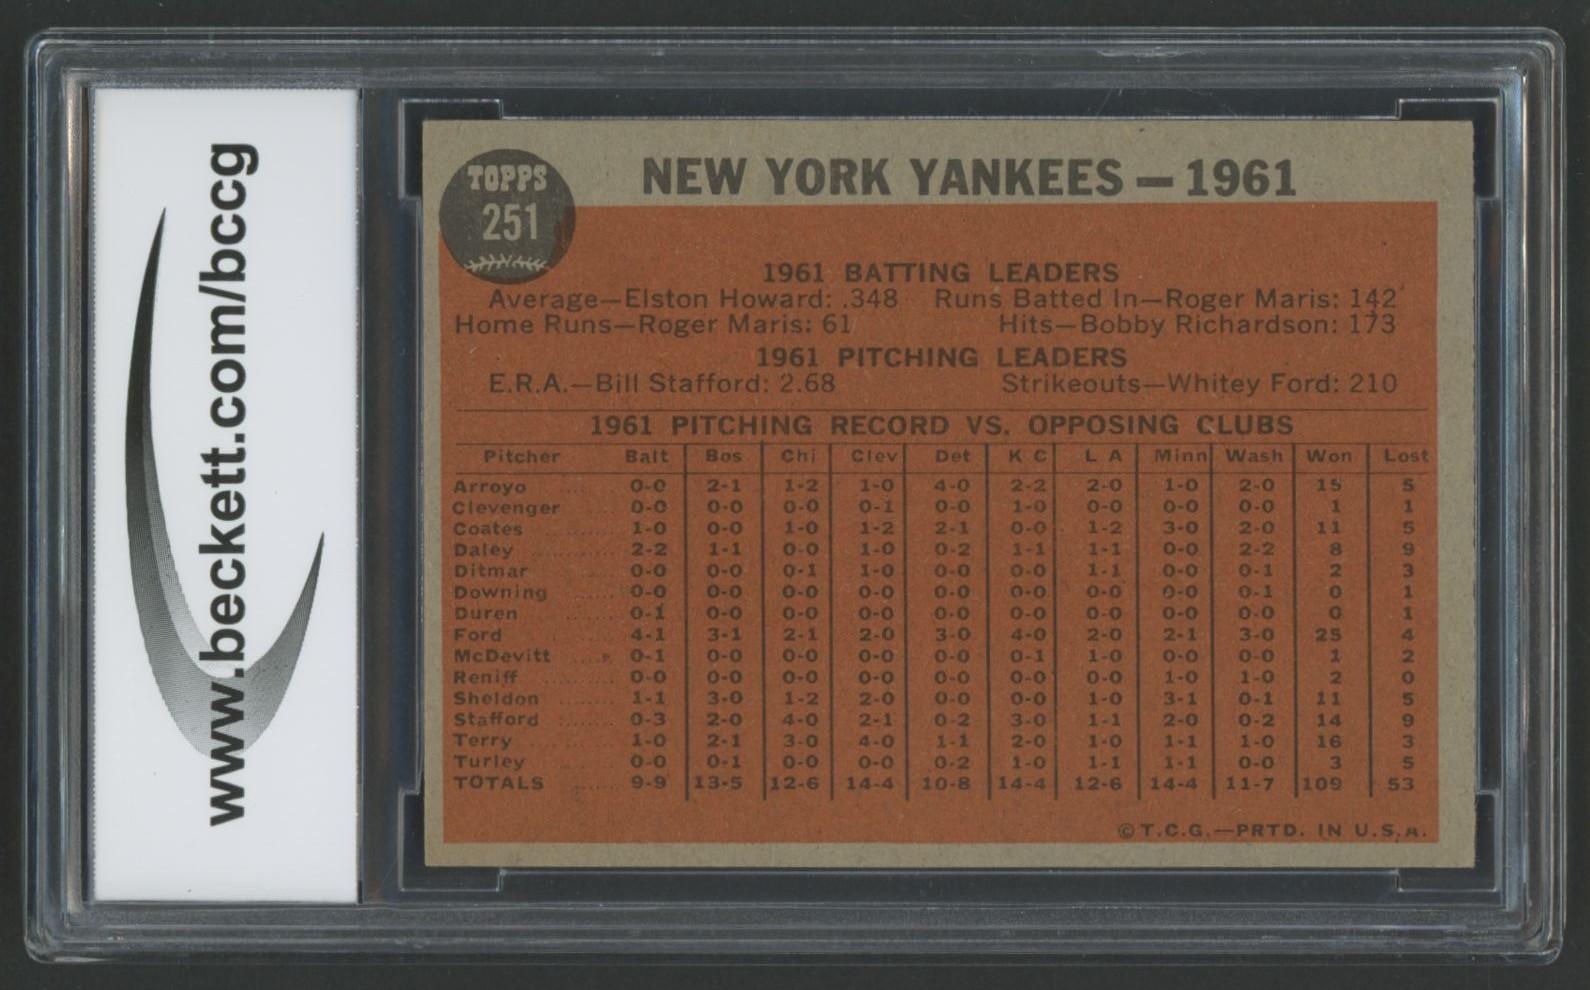 www.beckett.com/bccg
TOPPS
251
NEW YORK YANKEES — 1961
1961 BATTING LEADERS
Average—Elston Howard: .348 Runs Batted In—Roger Maris: 142
Home Runs—Roger Maris: 61 Hits—Bobby Richardson: 173
1961 PITCHING LEADERS
E.R.A.—Bill Stafford: 2.68 Strikeouts—Whitey Ford: 210
1961 PITCHING RECORD VS. OPPOSING CLUBS
Pitcher Balt Bos Chi Clev Det K C L A Minn Wash Won Lost
Arroyo .... 0-0 2-1 1-2 1-0 4-0 2-2 2-0 1-0 2-0 15 5
Clevenger 0-0 0-0 0-0 0-1 0-0 1-0 0-0 0-0 0-0 1 1
Coates ...... 1-0 0-0 1-0 1-2 2-1 0-0 1-2 3-0 2-0 11 5
Daley .......... 2-2 1-1 0-0 1-0 0-2 1-1 1-1 0-0 2-2 8 9
Ditmar ...... 0-0 0-0 0-1 1-0 0-0 0-0 1-1 0-0 0-1 2 3
Downing ...... 0-0 0-0 0-0 0-0 0-0 0-0 0-0 0-0 0-1 0 1
Duren ...... 0-1 0-0 0-0 0-0 0-0 0-0 0-0 0-0 0-0 0 1
Ford ...... 4-1 3-1 2-1 2-0 3-0 4-0 2-0 2-1 3-0 25 4
McDevitt ..... 0-1 0-0 0-0 0-0 0-0 0-1 1-0 0-0 0-0 1 2
Reniff ........ 0-0 0-0 0-0 0-0 0-0 0-0 0-0 1-0 1-0 2 0
Sheldon ....... 1-1 3-0 1-2 2-0 0-0 0-0 1-0 3-1 0-1 11 5
Stafford ....... 0-3 2-0 4-0 2-1 0-2 3-0 1-1 2-0 0-2 14 9
Terry ........... 1-0 2-1 3-0 4-0 1-1 2-0 1-0 1-1 1-0 16 3
Turley ........ 0-0 0-1 0-0 0-0 0-2 1-0 1-1 1-1 0-0 3 5
TOTALS ...... 9-9 13-5 12-6 14-4 10-8 14-4 12-6 14-4 11-7 109 53
©T.C.G.—PRTD. IN U.S.A.